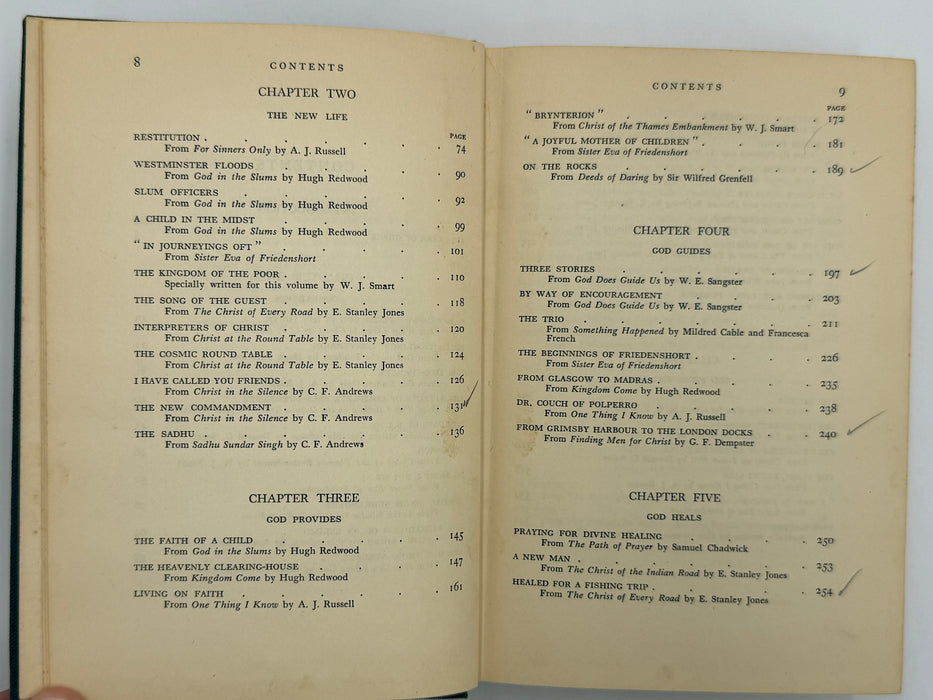 8
CONTENTS
CHAPTER TWO
THE NEW LIFE
PAGE
RESTITUTION . . . . . . . 74
From For Sinners Only by A. J. Russell
WESTMINSTER FLOODS . . . . . . 90
From God in the Slums by Hugh Redwood
SLUM OFFICERS . . . . . . 92
From God in the Slums by Hugh Redwood
A CHILD IN THE MIDST . . . . . . 99
From God in the Slums by Hugh Redwood
"IN JOURNEYINGS OFT" . . . . . 101
From Sister Eva of Friedenshort
THE KINGDOM OF THE POOR . . . . . 110
Specially written for this volume by W. J. Smart
THE SONG OF THE GUEST . . . . . 118
From The Christ of Every Road by E. Stanley Jones
INTERPRETERS OF CHRIST . . . . . 120
From Christ at the Round Table by E. Stanley Jones
THE COSMIC ROUND TABLE . . . . . 124
From Christ at the Round Table by E. Stanley Jones
I HAVE CALLED YOU FRIENDS . . . . . 126
From Christ in the Silence by C. F. Andrews
THE NEW COMMANDMENT . . . . . 131
From Christ in the Silence by C. F. Andrews
THE SADHU . . . . . . . 136
From Sadhu Sundar Singh by C. F. Andrews
CHAPTER THREE
GOD PROVIDES
THE FAITH OF A CHILD . . . . . 145
From God in the Slums by Hugh Redwood
THE HEAVENLY CLEARING-HOUSE . . . . 147
From Kingdom Come by Hugh Redwood
LIVING ON FAITH . . . . . . 161
From One Thing I Know by A. J. Russell
CONTENTS
9
PAGE
"BRYNTERION" . . . . . . 172
From Christ of the Thames Embankment by W. J. Smart
"A JOYFUL MOTHER OF CHILDREN" . . . . 181
From Sister Eva of Friedenshort
ON THE ROCKS . . . . . . 189
From Deeds of Daring by Sir Wilfred Grenfell
CHAPTER FOUR
GOD GUIDES
THREE STORIES . . . . . . 197
From God Does Guide Us by W. E. Sangster
BY WAY OF ENCOURAGEMENT . . . . 203
From God Does Guide Us by W. E. Sangster
THE TRIO . . . . . . . 211
From Something Happened by Mildred Cable and Francesca
French
THE BEGINNINGS OF FRIEDENSHORT . . . . 226
From Sister Eva of Friedenshort
FROM GLASGOW TO MADRAS . . . . . 235
From Kingdom Come by Hugh Redwood
DR. COUCH OF POLPERRO . . . . . 238
From One Thing I Know by A. J. Russell
FROM GRIMSBY HARBOUR TO THE LONDON DOCKS . . 240
From Finding Men for Christ by G. F. Dempster
CHAPTER FIVE
GOD HEALS
PRAYING FOR DIVINE HEALING . . . . 250
From The Path of Prayer by Samuel Chadwick
A NEW MAN . . . . . . . 253
From The Christ of the Indian Road by E. Stanley Jones
HEALED FOR A FISHING TRIP . . . . . 254
From The Christ of Every Road by E. Stanley Jones